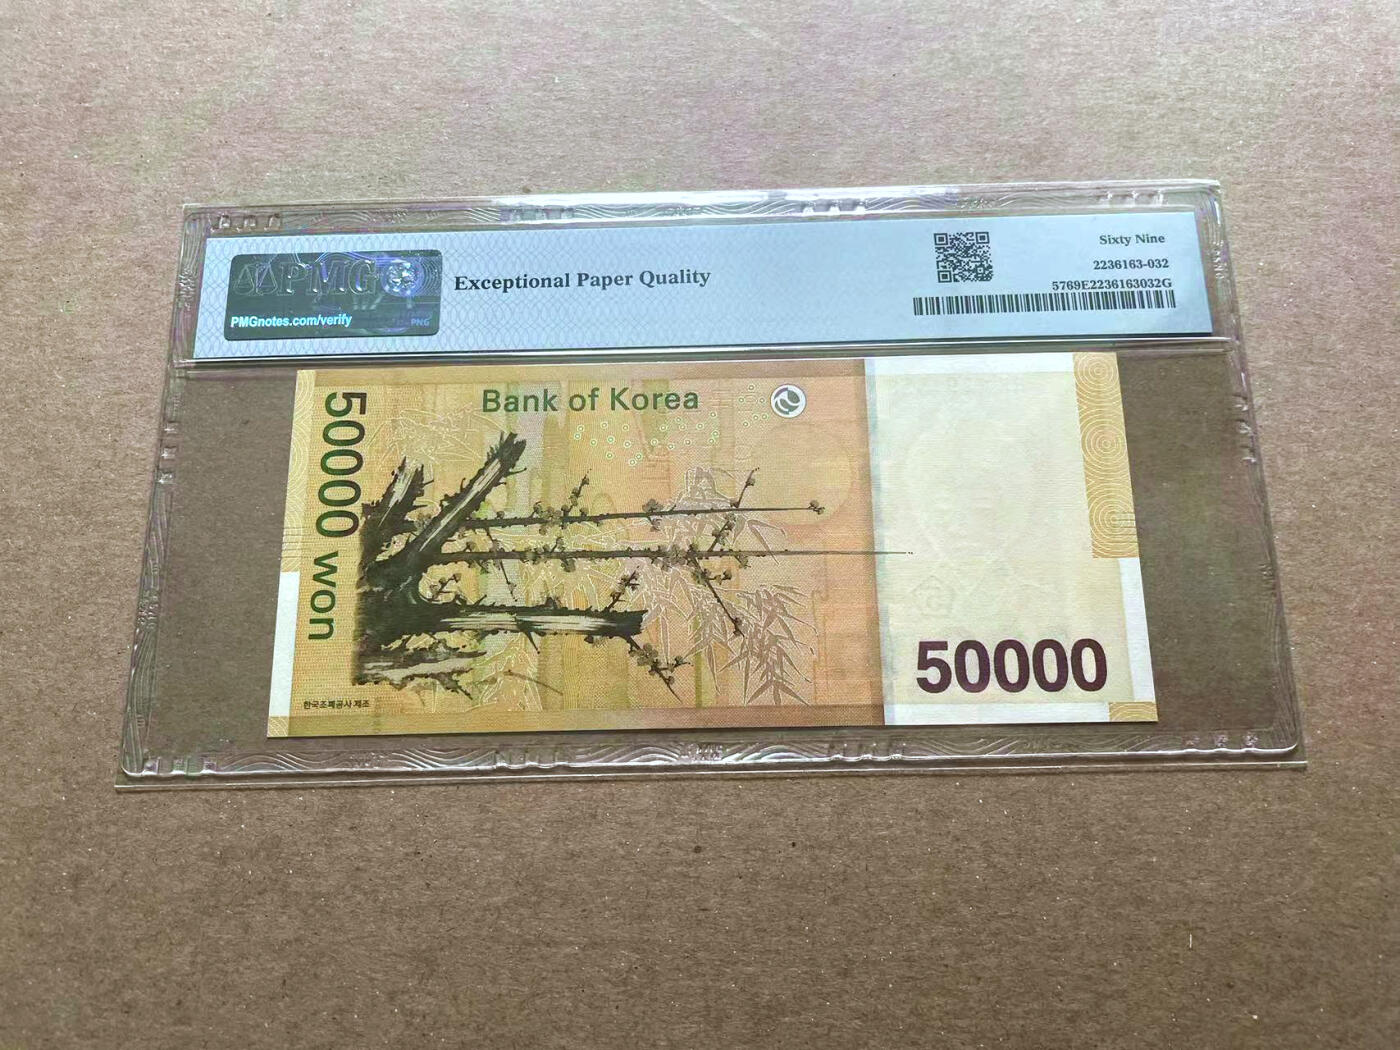 PMG
PMGnotes.com/verify
PNG
Exceptional Paper Quality
Sixty Nine
2236163-032
5769E2236163032G
Bank of Korea
50000 won
50000
한국조폐공사 제조